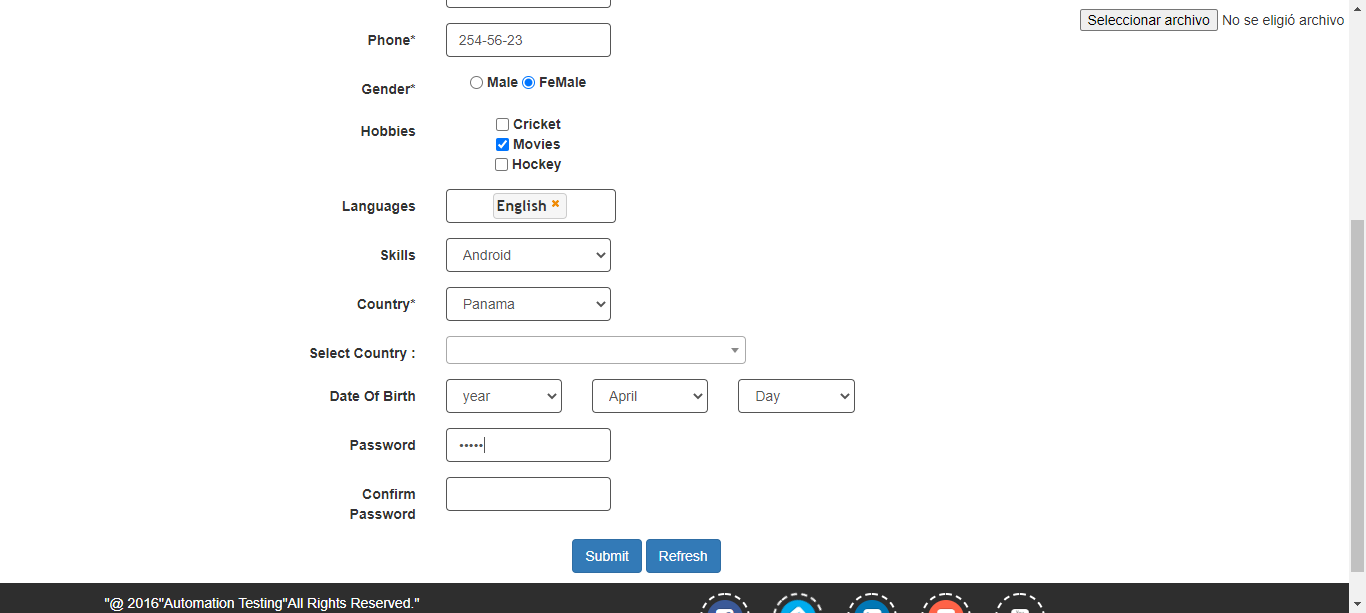 Seleccionar archivo No se eligió archivo
Phone* 254-56-23
Gender* Male FeMale
Hobbies Cricket
Movies
Hockey
Languages English
Skills Android
Country* Panama
Select Country :
Date Of Birth year April Day
Password •••••
Confirm
Password
Submit Refresh
"@ 2016"Automation Testing"All Rights Reserved."